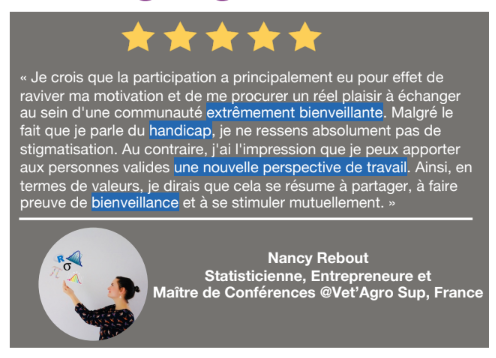 « Je crois que la participation a principalement eu pour effet de
raviver ma motivation et de me procurer un réel plaisir à échanger
au sein d'une communauté extrêmement bienveillante. Malgré le
fait que je parle du handicap, je ne ressens absolument pas de
stigmatisation. Au contraire, j'ai l'impression que je peux apporter
aux personnes valides une nouvelle perspective de travail. Ainsi, en
termes de valeurs, je dirais que cela se résume à partager, à faire
preuve de bienveillance et à se stimuler mutuellement. »
R
σ
π
Nancy Rebout
Statisticienne, Entrepreneure et
Maître de Conférences @Vet'Agro Sup, France